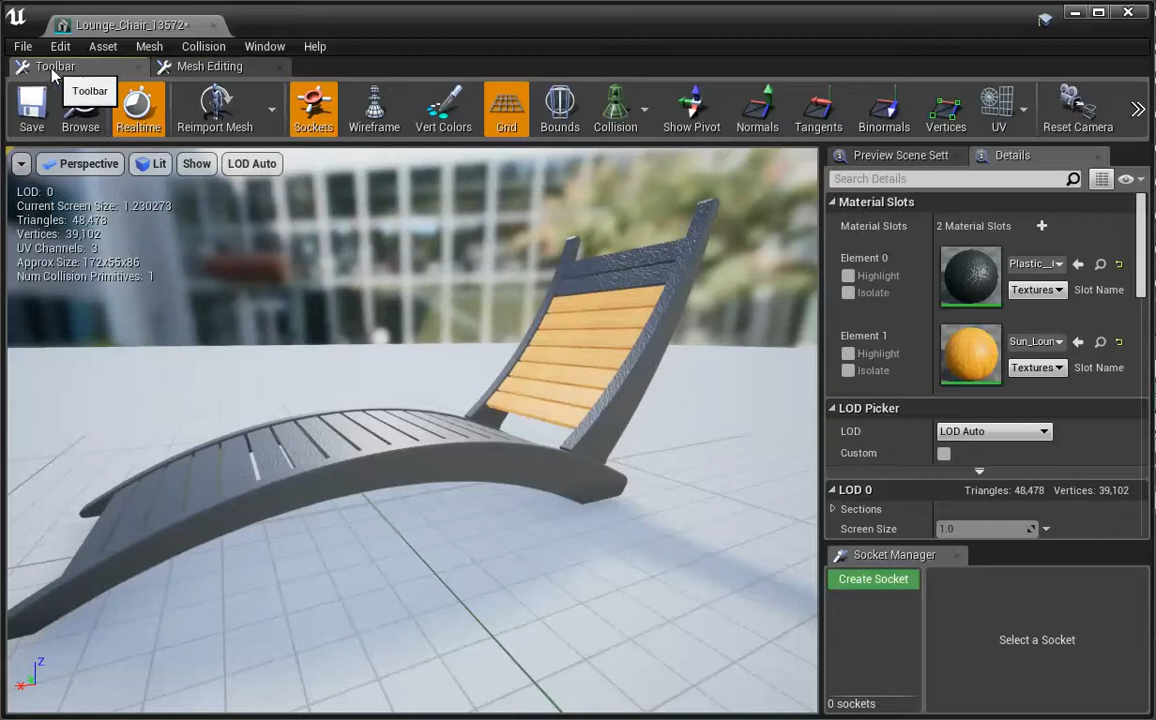 Lounge_Chair_13572*
File Edit Asset Mesh Collision Window Help
Toolbar
Mesh Editing
Toolbar
Save
Browse
Realtime
Reimport Mesh
Sockets
Wireframe
Vert Colors
Grid
Bounds
Collision
Show Pivot
Normals
Tangents
Binormals
Vertices
UV
Reset Camera
Perspective
Lit
Show
LOD Auto
LOD: 0
Current Screen Size: 1.230273
Triangles: 48,478
Vertices: 39,102
UV Channels: 3
Approx Size: 172x55x86
Num Collision Primitives: 1
Z
X
Preview Scene Sett
Details
Search Details
Material Slots
Material Slots
2 Material Slots
Element 0
Highlight
Isolate
Textures
Slot Name
Element 1
Highlight
Isolate
Sun_Loun
Textures
Slot Name
LOD Picker
LOD
LOD Auto
Custom
LOD 0
Triangles: 48,478 Vertices: 39,102
Sections
Screen Size
1.0
Socket Manager
Create Socket
Select a Socket
0 sockets